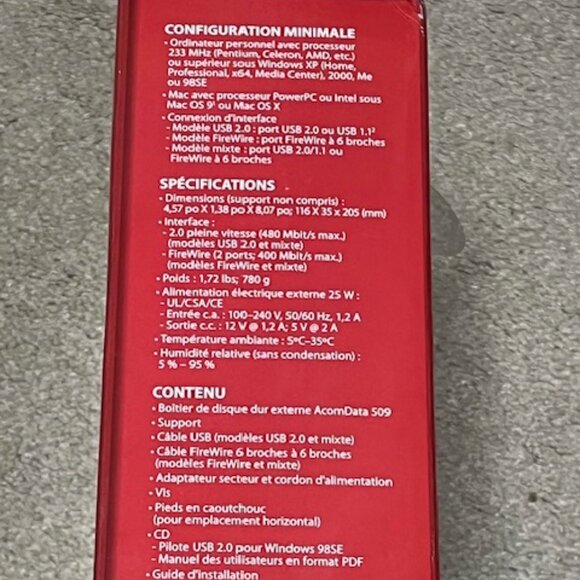 CONFIGURATION MINIMALE
• Ordinateur personnel avec processeur
233 MHz (Pentium, Celeron, AMD, etc.)
ou supérieur sous Windows XP (Home,
Professional, x64, Media Center), 2000, Me
ou 98SE
• Mac avec processeur PowerPC ou Intel sous
Mac OS 9¹ ou Mac OS X
• Connexion d'interface
- Modèle USB 2.0 : port USB 2.0 ou USB 1.1²
- Modèle FireWire : port FireWire à 6 broches
- Modèle mixte : port USB 2.0/1.1 ou
FireWire à 6 broches
SPÉCIFICATIONS
• Dimensions (support non compris) :
4,57 po X 1,38 po X 8,07 po; 116 X 35 x 205 (mm)
• Interface :
- 2.0 pleine vitesse (480 Mbit/s max.)
(modèles USB 2.0 et mixte)
- FireWire (2 ports; 400 Mbit/s max.)
(modèles FireWire et mixte)
• Poids : 1,72 lbs; 780 g
• Alimentation électrique externe 25 W :
- UL/CSA/CE
- Entrée c.a. : 100–240 V, 50/60 Hz, 1,2 A
- Sortie c.c. : 12 V @ 1,2 A; 5 V @ 2 A
• Température ambiante : 5ºC–35ºC
• Humidité relative (sans condensation) :
5 % – 95 %
CONTENU
• Boîtier de disque dur externe AcomData 509
• Support
• Câble USB (modèles USB 2.0 et mixte)
• Câble FireWire 6 broches à 6 broches
(modèles FireWire et mixte)
• Adaptateur secteur et cordon d'alimentation
• Vis
• Pieds en caoutchouc
(pour emplacement horizontal)
• CD
- Pilote USB 2.0 pour Windows 98SE
- Manuel des utilisateurs en format PDF
• Guide d'installation